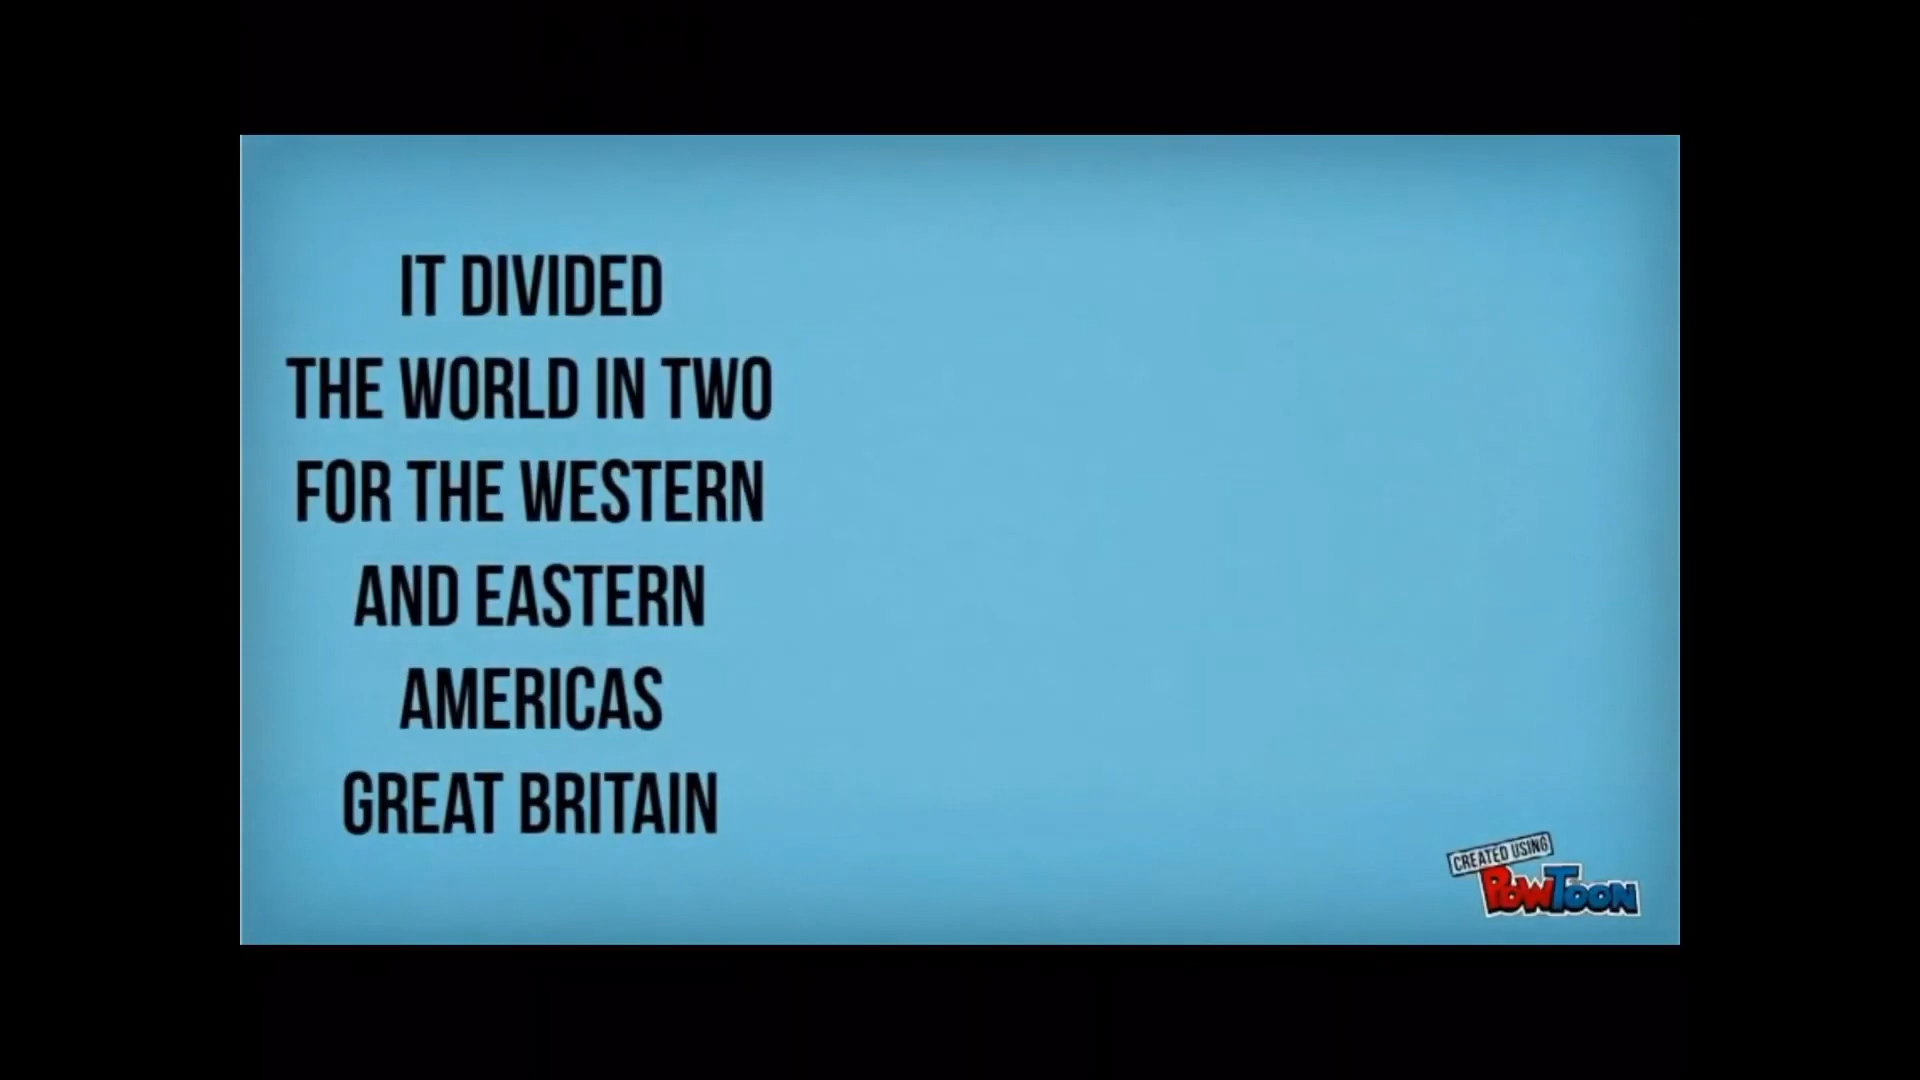 IT DIVIDED
THE WORLD IN TWO
FOR THE WESTERN
AND EASTERN
AMERICAS
GREAT BRITAIN
CREATED USING
POWTOON